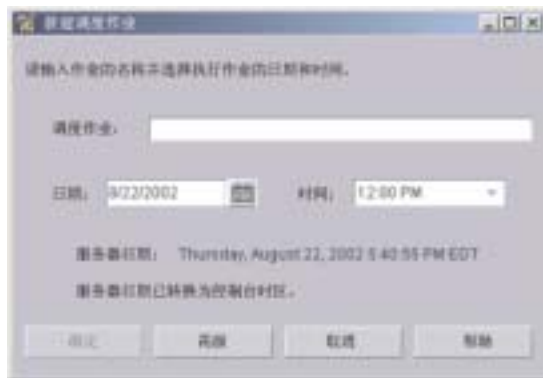 新建调度作业
请输入作业的名称并选择执行作业的日期和时间。
调度作业:
日期: 8/22/2002 时间: 12:00 PM
服务器日期: Thursday, August 22, 2002 5:40:55 PM EDT
服务器日期已转换为控制台时区。
确定 高级 取消 帮助